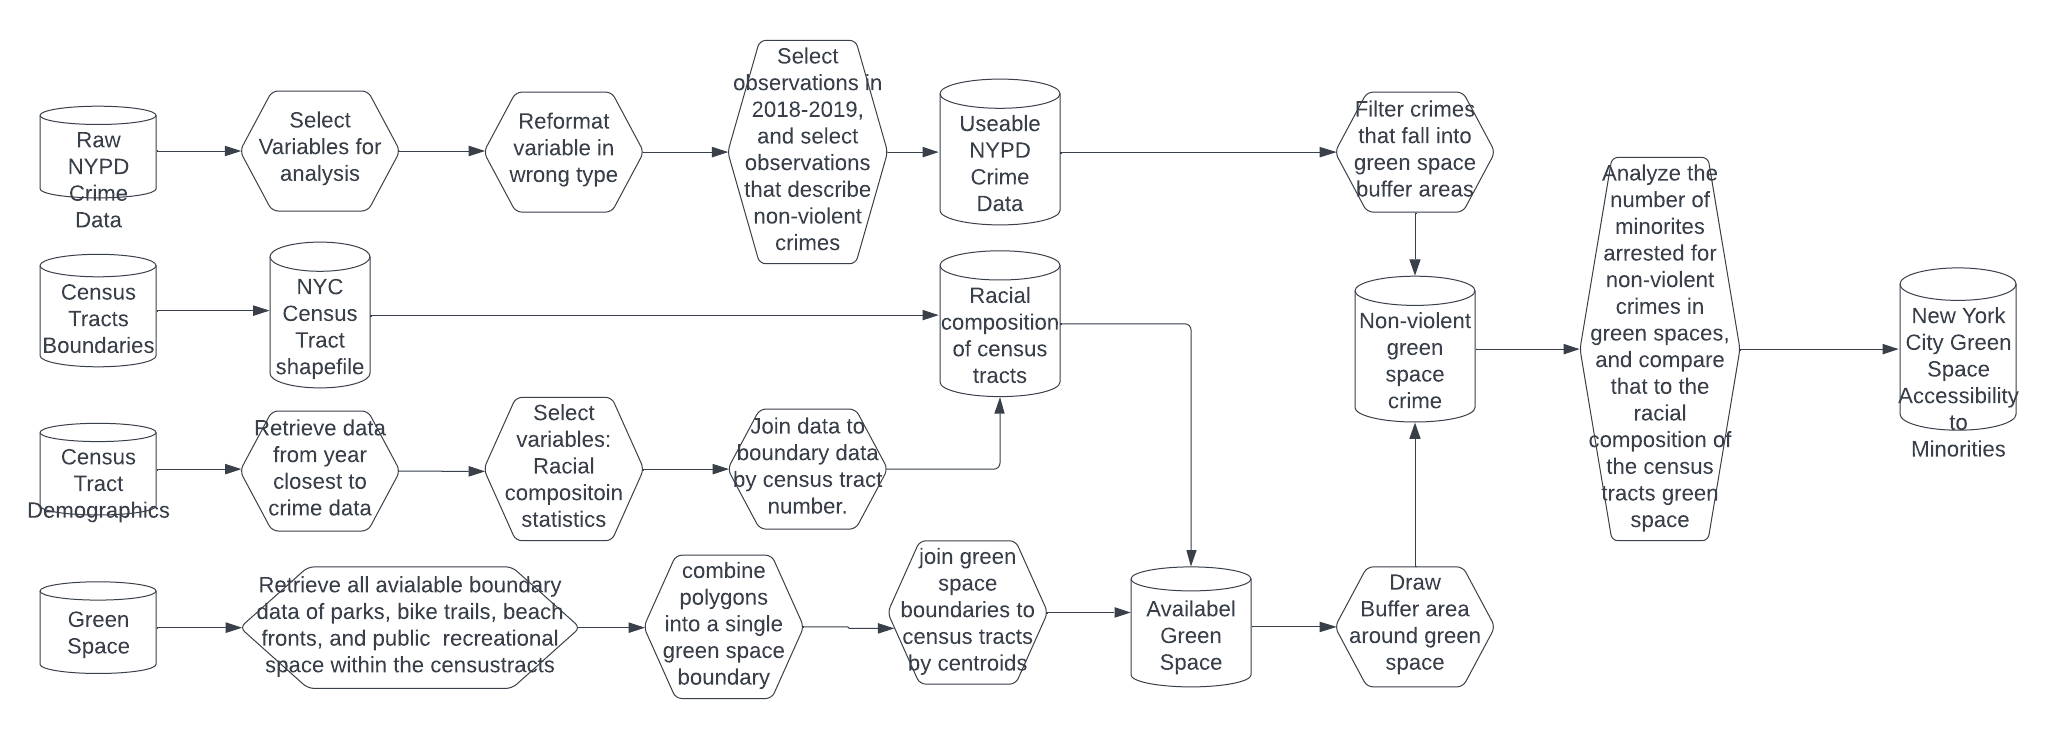 Raw
NYPD
Crime
Data
Select
Variables for
analysis
Reformat
variable in
wrong type
Select
observations in
2018-2019,
and select
observations
that describe
non-violent
crimes
Useable
NYPD
Crime
Data
Filter crimes
that fall into
green space
buffer areas
Census
Tracts
Boundaries
NYC
Census
Tract
shapefile
Racial
composition
of census
tracts
Non-violent
green
space
crime
Analyze the
number of
minorites
arrested for
non-violent
crimes in
green spaces,
and compare
that to the
racial
composition of
the census
tracts green
space
New York
City Green
Space
Accessibility
to
Minorities
Census
Tract
Demographics
Retrieve data
from year
closest to
crime data
Select
variables:
Racial
compositoin
statistics
Join data to
boundary data
by census tract
number.
Green
Space
Retrieve all avialable boundary
data of parks, bike trails, beach
fronts, and public  recreational
space within the censustracts
combine
polygons
into a single
green space
boundary
join green
space
boundaries to
census tracts
by centroids
Availabel
Green
Space
Draw
Buffer area
around green
space